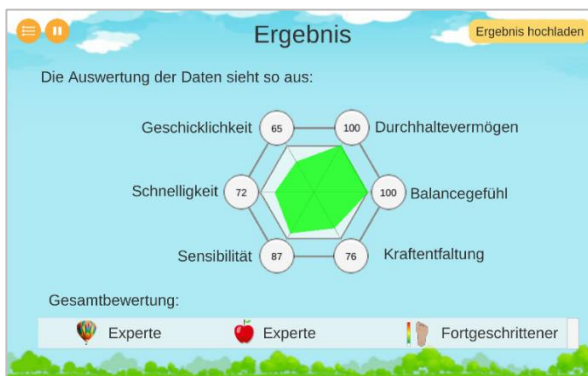 Ergebnis
Ergebnis hochladen
Die Auswertung der Daten sieht so aus:
Geschicklichkeit 65 100 Durchhaltevermögen
Schnelligkeit 72 100 Balancegefühl
Sensibilität 87 76 Kraftentfaltung
Gesamtbewertung:
Experte Experte Fortgeschrittener